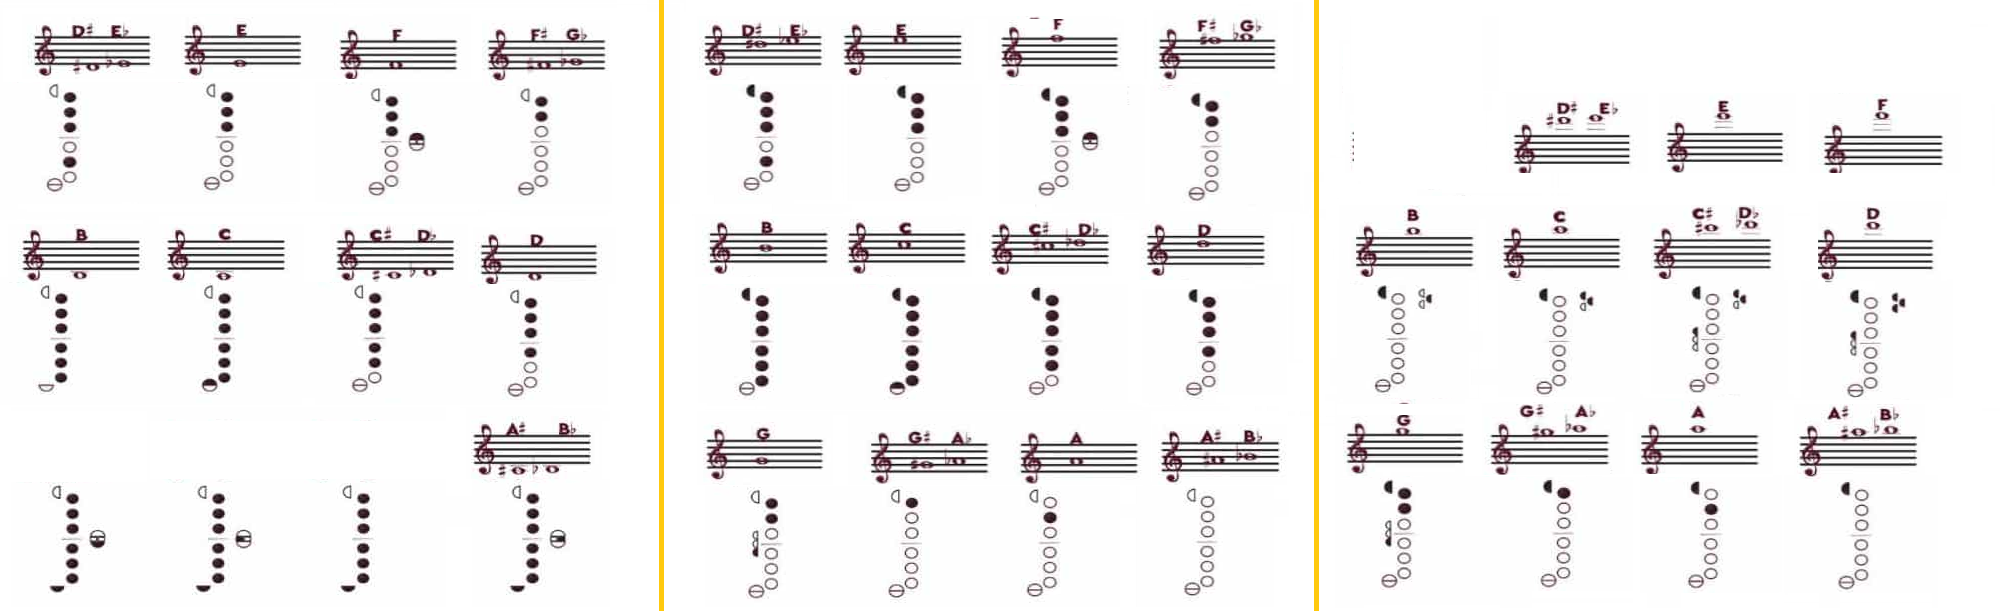 D♯ E♭ E F F♯ G♭
B C C♯ D♭ D
A♯ B♭
D♯ E♭ E F F♯ G♭
B C C♯ D♭ D
G G♯ A♭ A A♯ B♭
D♯ E♭ E F
B C C♯ D♭ D
G G♯ A♭ A A♯ B♭